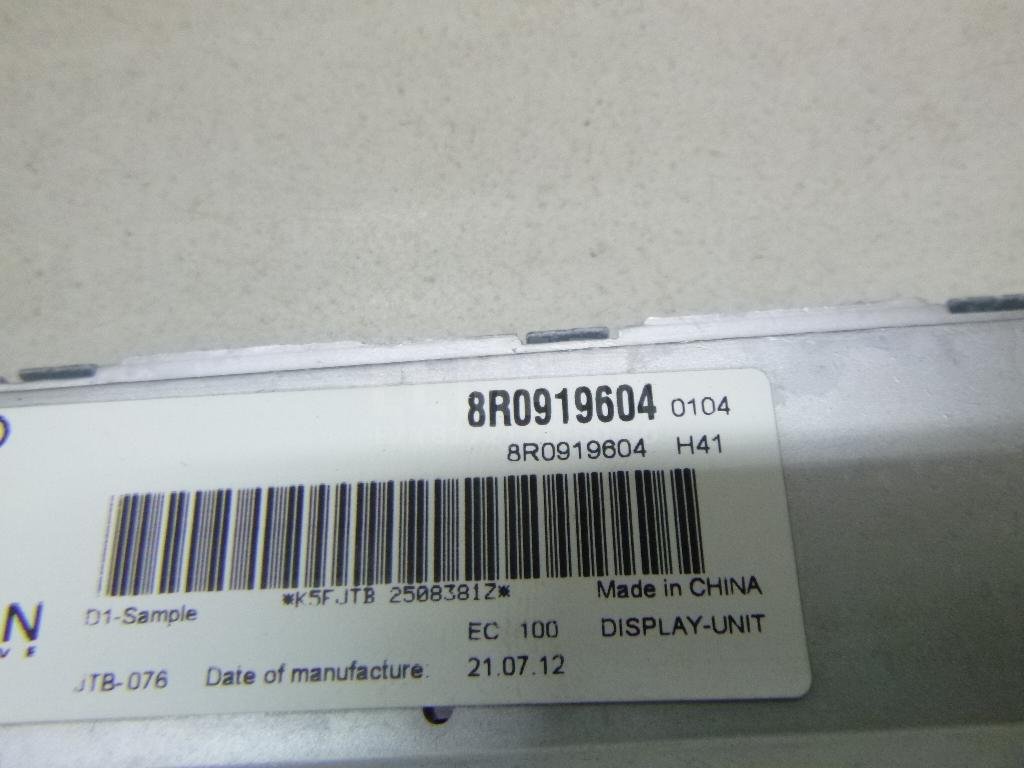 8R0919604 0104
8R0919604 H41
*K5FJTB 2508381Z*
Made in CHINA
D1-Sample
EC 100 DISPLAY-UNIT
JTB-076 Date of manufacture: 21.07.12